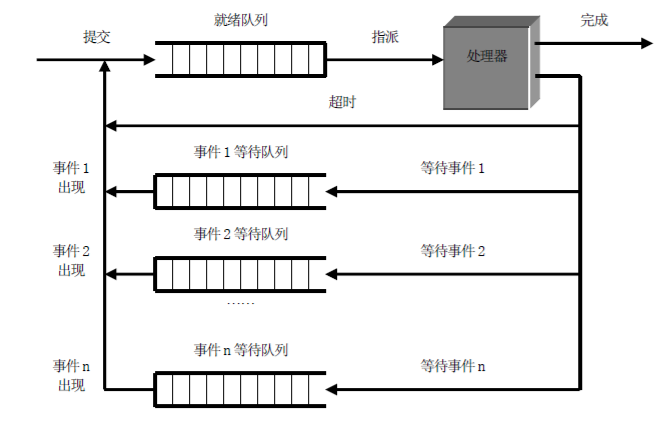 就绪队列
完成
提交
指派
处理器
超时
事件1等待队列
事件1
出现
等待事件1
事件2等待队列
事件2
出现
等待事件2
……
事件n等待队列
事件n
出现
等待事件n